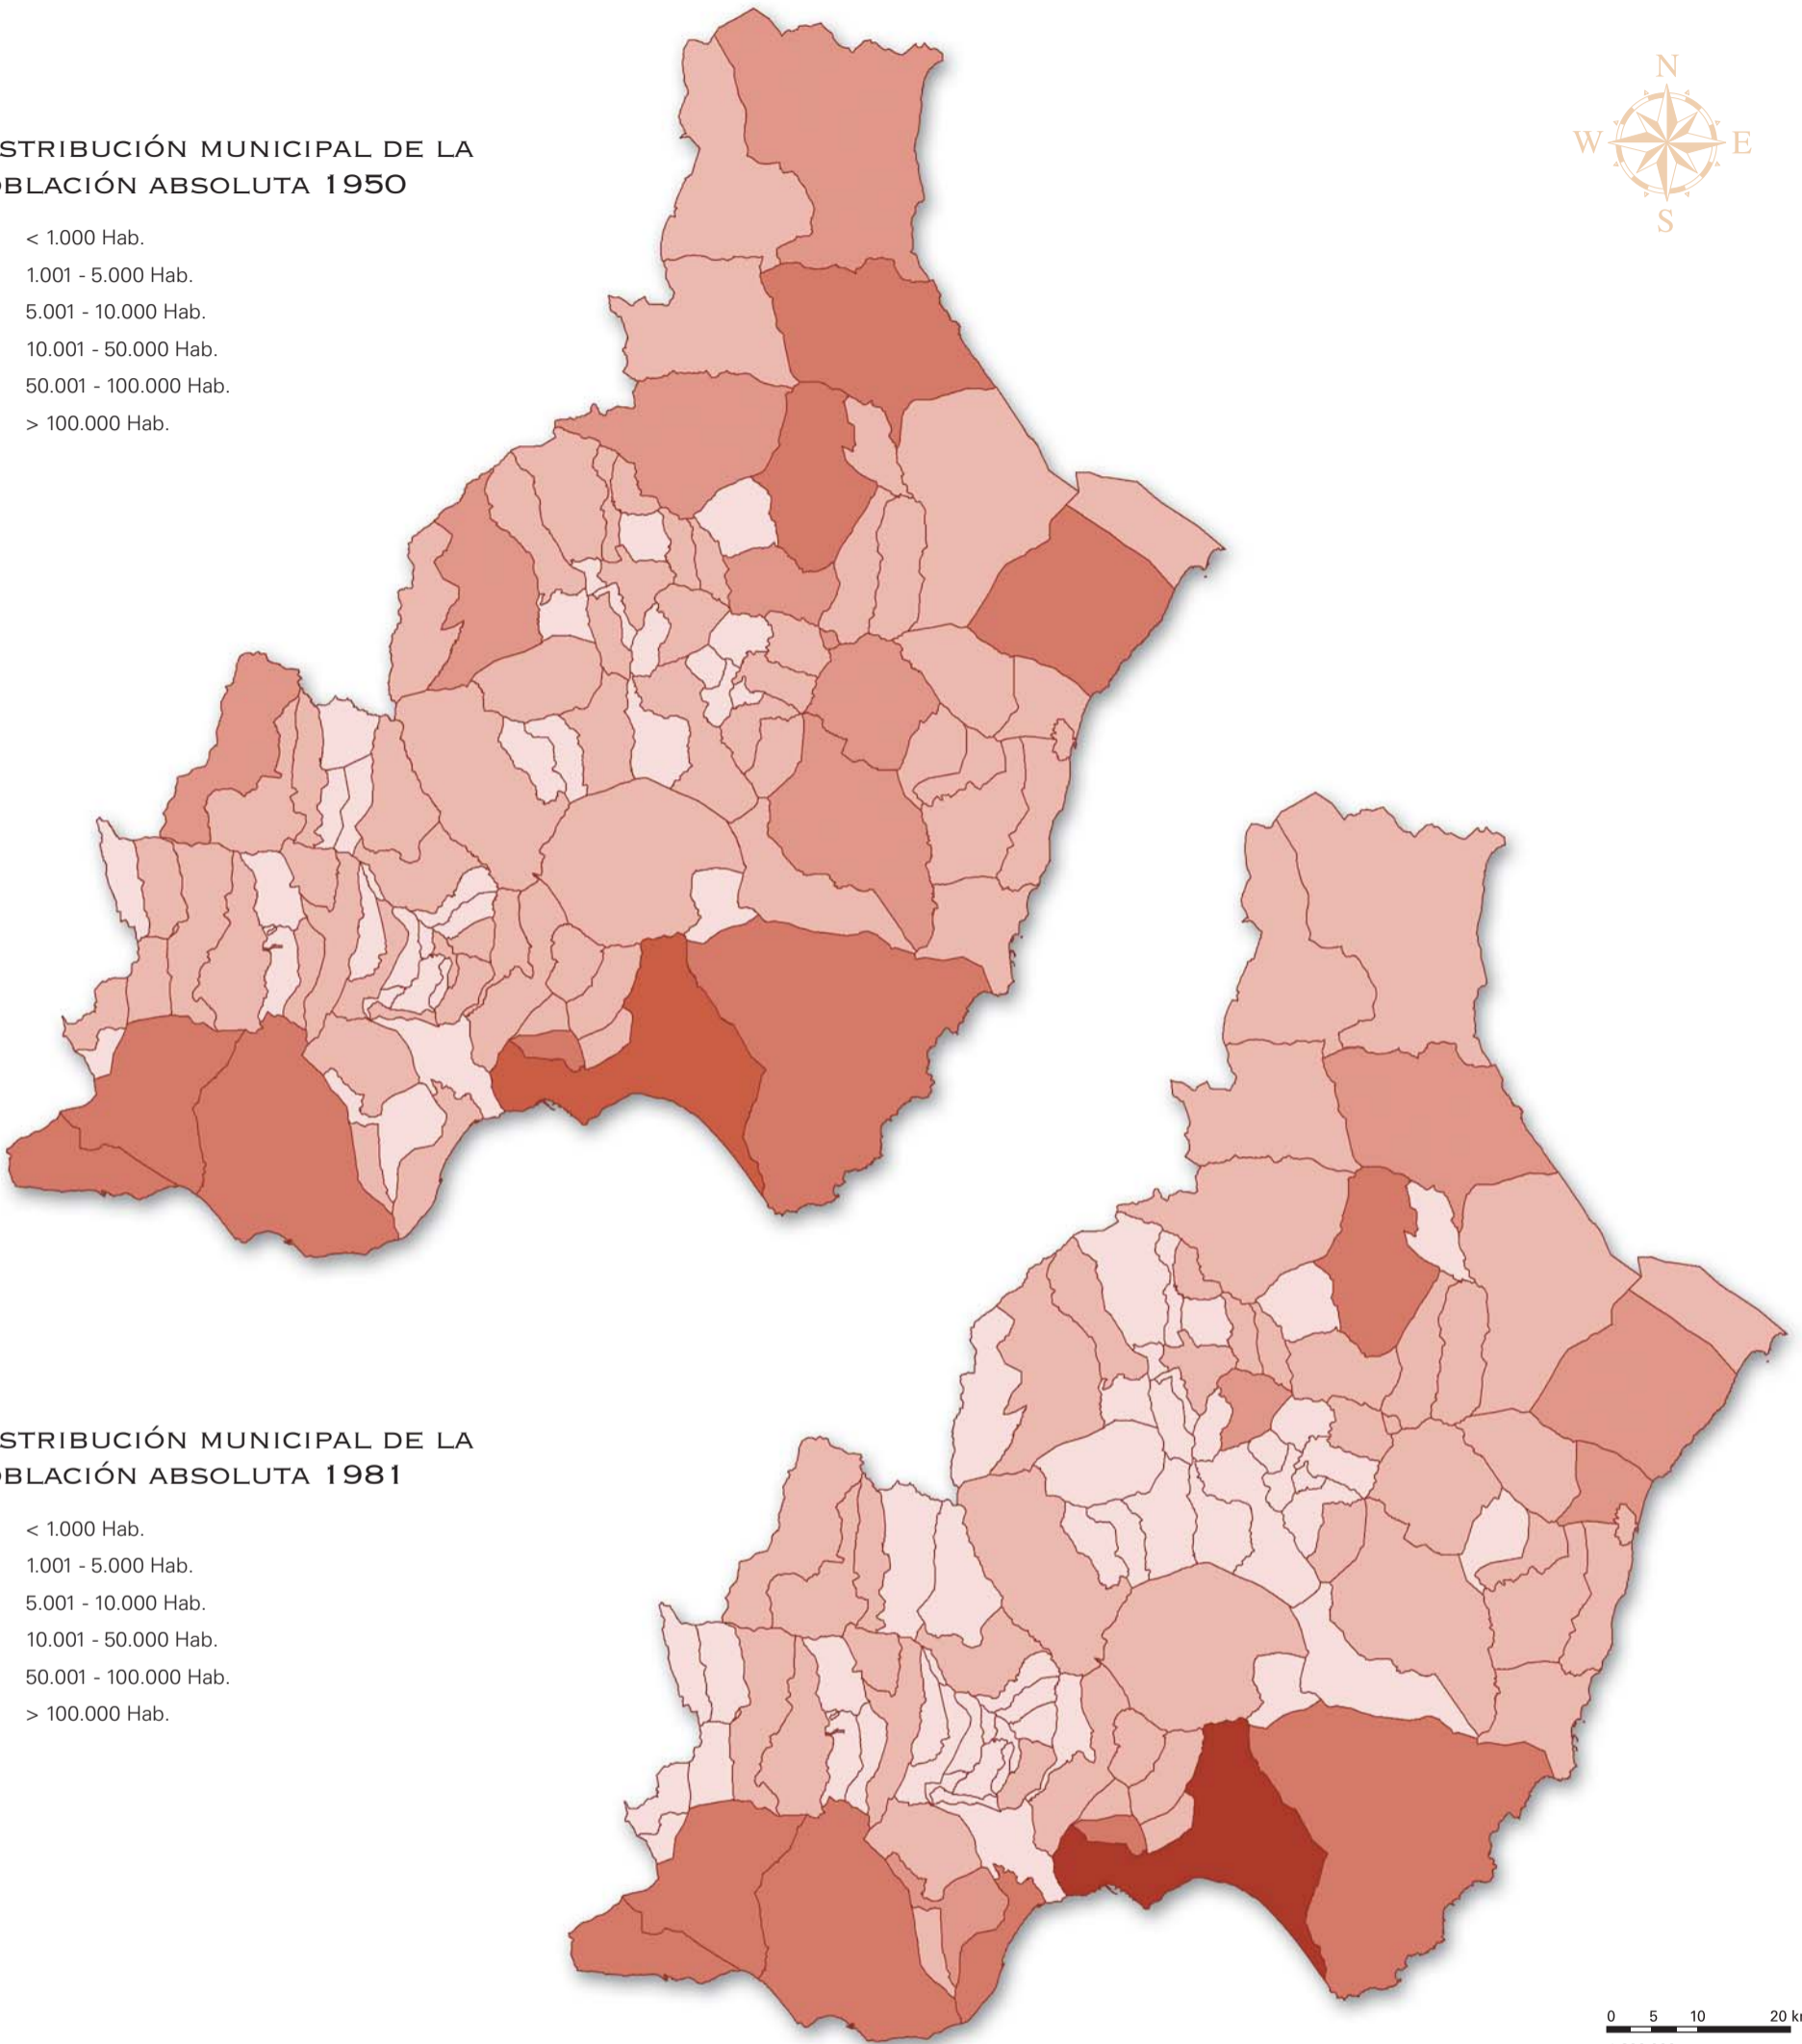 STRIBUCIÓN MUNICIPAL DE LA
OBLACIÓN ABSOLUTA 1950
< 1.000 Hab.
1.001 - 5.000 Hab.
5.001 - 10.000 Hab.
10.001 - 50.000 Hab.
50.001 - 100.000 Hab.
> 100.000 Hab.
N
W E
S
STRIBUCIÓN MUNICIPAL DE LA
OBLACIÓN ABSOLUTA 1981
< 1.000 Hab.
1.001 - 5.000 Hab.
5.001 - 10.000 Hab.
10.001 - 50.000 Hab.
50.001 - 100.000 Hab.
> 100.000 Hab.
0 5 10 20 k